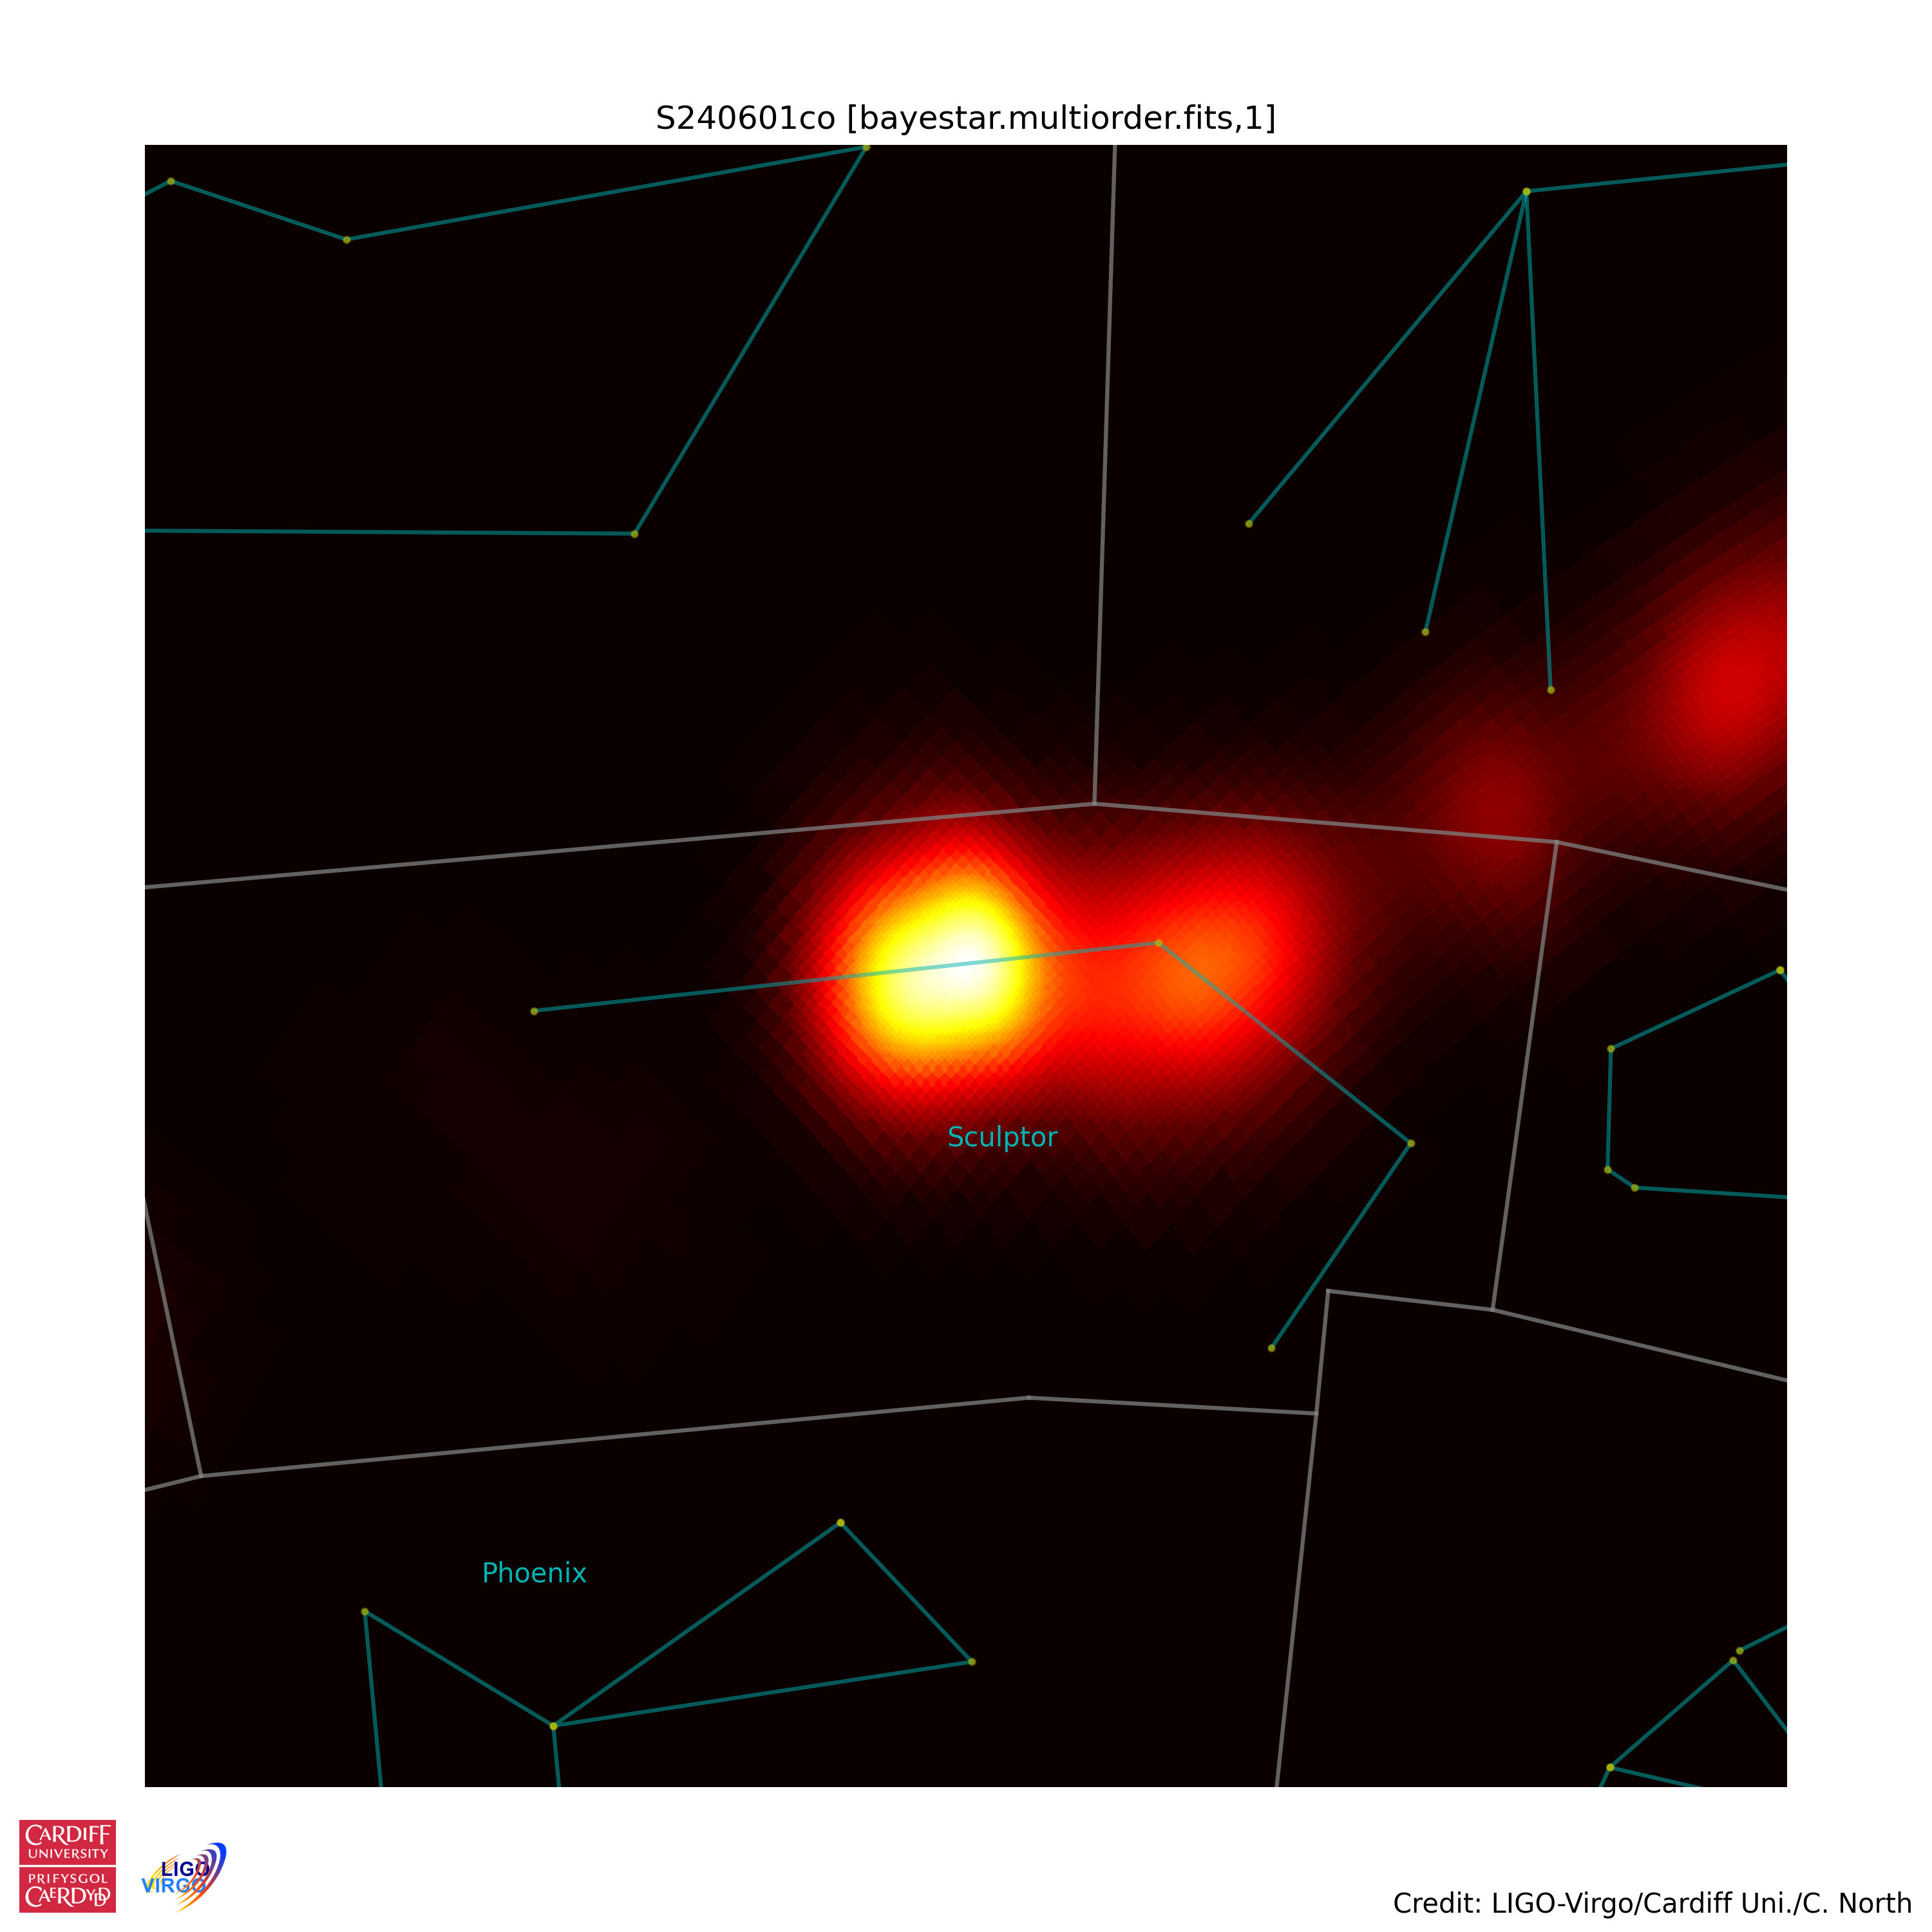 S240601co [bayestar.multiorder.fits,1]
Sculptor
Phoenix
CARDIFF
UNIVERSITY
PRIFYSGOL
CAERDYDD
LIGO
VIRGO
Credit: LIGO-Virgo/Cardiff Uni./C. North